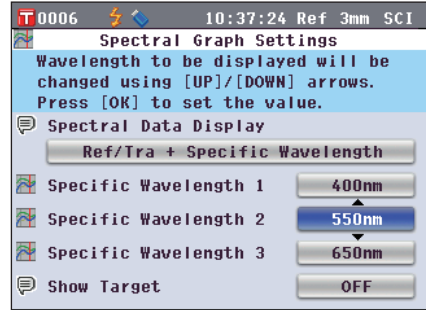 T0006 10:37:24 Ref 3mm SCI
Spectral Graph Settings
Wavelength to be displayed will be
changed using [UP]/[DOWN] arrows.
Press [OK] to set the value.
Spectral Data Display
Ref/Tra + Specific Wavelength
Specific Wavelength 1 400nm
Specific Wavelength 2 550nm
Specific Wavelength 3 650nm
Show Target OFF